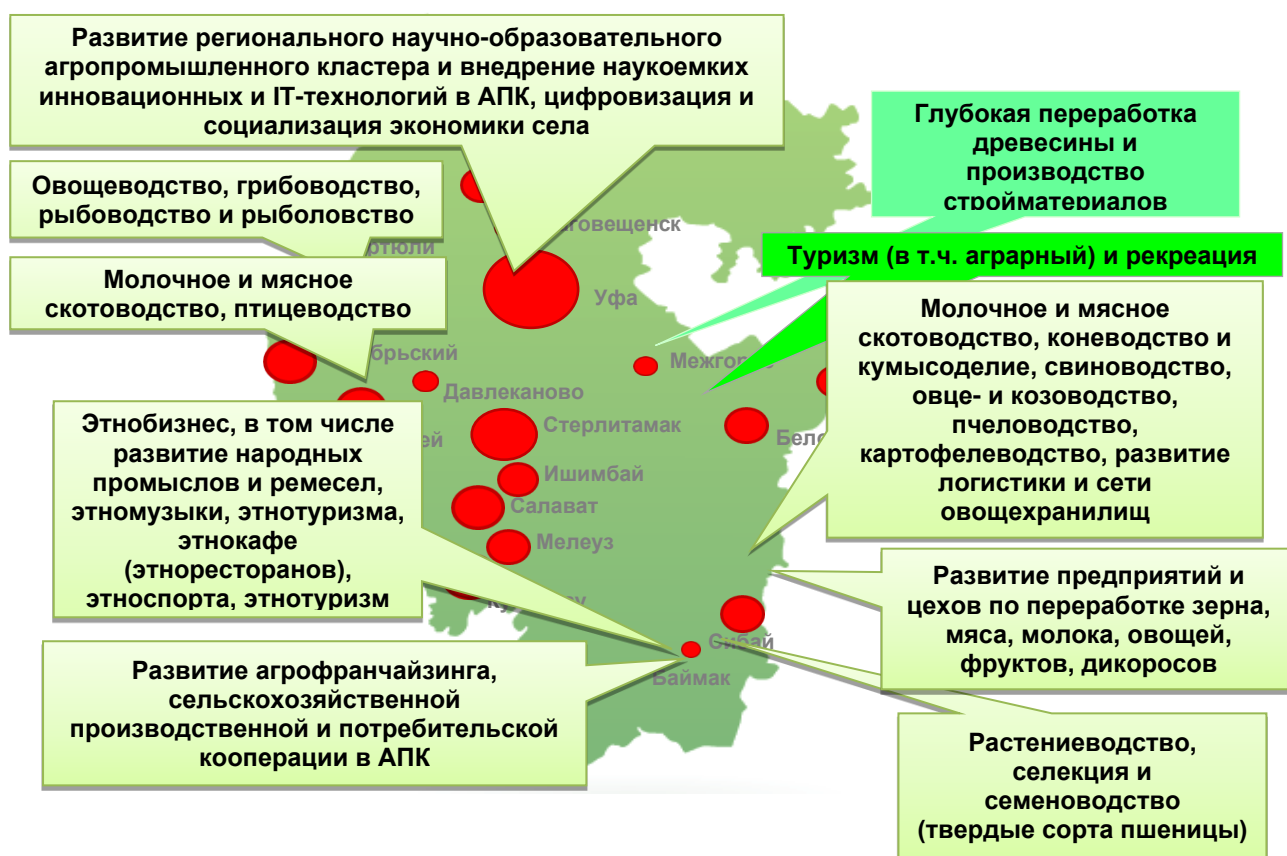 Развитие регионального научно-образовательного
агропромышленного кластера и внедрение наукоемких
инновационных и IT-технологий в АПК, цифровизация и
социализация экономики села
Глубокая переработка
древесины и
производство
стройматериалов
Овощеводство, грибоводство,
рыбоводство и рыболовство
Туризм (в т.ч. аграрный) и рекреация
Молочное и мясное
скотоводство, птицеводство
Уфа
Молочное и мясное
скотоводство, коневодство и
кумысоделие, свиноводство,
овце- и козоводство,
пчеловодство,
картофелеводство, развитие
логистики и сети
овощехранилищ
Давлеканово
Стерлитамак
Ишимбай
Салават
Мелеуз
Этнобизнес, в том числе
развитие народных
промыслов и ремесел,
этномузыки, этнотуризма,
этнокафе
(этноресторанов),
этноспорта, этнотуризм
Развитие предприятий и
цехов по переработке зерна,
мяса, молока, овощей,
фруктов, дикоросов
Сибай
Баймак
Развитие агрофранчайзинга,
сельскохозяйственной
производственной и потребительской
кооперации в АПК
Растениеводство,
селекция и
семеноводство
(твердые сорта пшеницы)